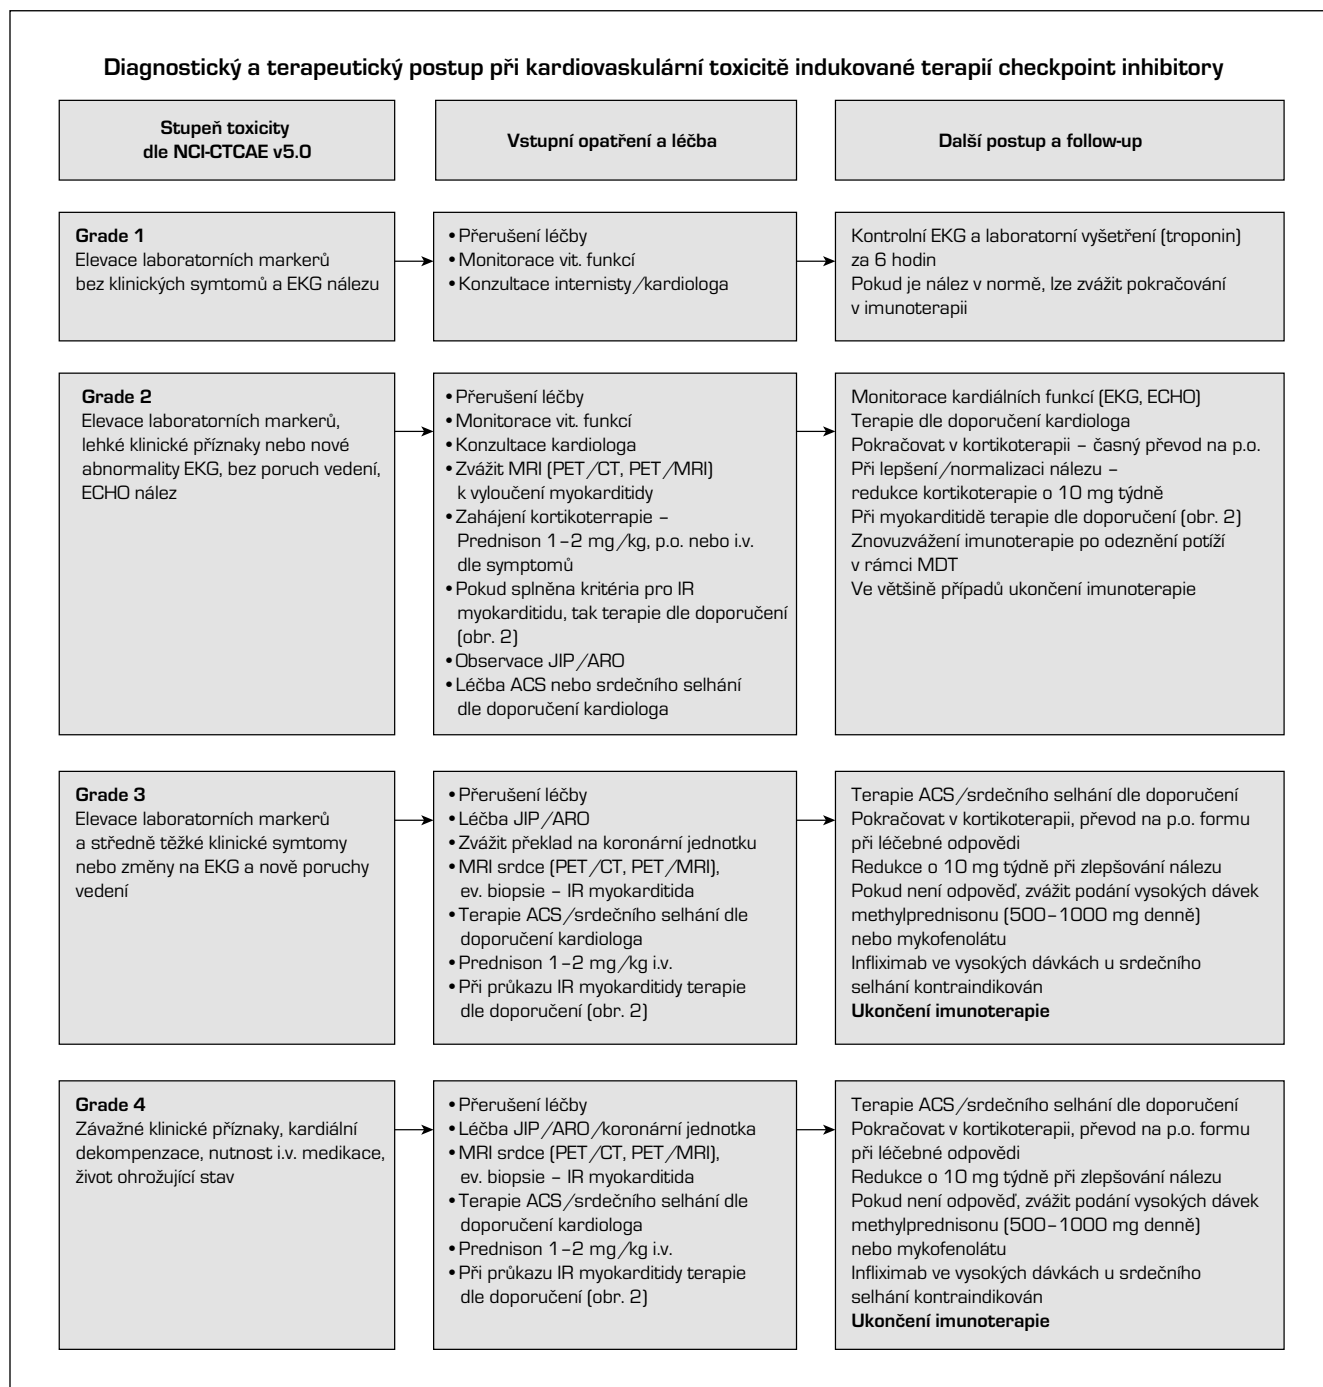 Diagnostický a terapeutický postup při kardiovaskulární toxicitě indukované terapií checkpoint inhibitory
Stupeň toxicity
dle NCI-CTCAE v5.0
Vstupní opatření a léčba
Další postup a follow-up
Grade 1
Elevace laboratorních markerů
bez klinických symtomů a EKG nálezu
•Přerušení léčby
•Monitorace vit. funkcí
•Konzultace internisty/kardiologa
Kontrolní EKG a laboratorní vyšetření (troponin)
za 6 hodin
Pokud je nález v normě, lze zvážit pokračování
v imunoterapii
Grade 2
Elevace laboratorních markerů,
lehké klinické příznaky nebo nové
abnormality EKG, bez poruch vedení,
ECHO nález
•Přerušení léčby
•Monitorace vit. funkcí
•Konzultace kardiologa
•Zvážit MRI (PET/CT, PET/MRI)
k vyloučení myokarditidy
•Zahájení kortikoterrapie –
Prednison 1–2 mg/kg, p.o. nebo i.v.
dle symptomů
•Pokud splněna kritéria pro IR
myokarditidu, tak terapie dle doporučení
(obr. 2)
•Observace JIP/ARO
•Léčba ACS nebo srdečního selhání
dle doporučení kardiologa
Monitorace kardiálních funkcí (EKG, ECHO)
Terapie dle doporučení kardiologa
Pokračovat v kortikoterapii – časný převod na p.o.
Při lepšení/normalizaci nálezu –
redukce kortikoterapie o 10 mg týdně
Při myokarditidě terapie dle doporučení (obr. 2)
Znovuzvážení imunoterapie po odeznění potíží
v rámci MDT
Ve většině případů ukončení imunoterapie
Grade 3
Elevace laboratorních markerů
a středně těžké klinické symtomy
nebo změny na EKG a nově poruchy
vedení
•Přerušení léčby
•Léčba JIP/ARO
•Zvážit překlad na koronární jednotku
•MRI srdce (PET/CT, PET/MRI),
ev. biopsie – IR myokarditida
•Terapie ACS/srdečního selhání dle
doporučení kardiologa
•Prednison 1–2 mg/kg i.v.
•Při průkazu IR myokarditidy terapie
dle doporučení (obr. 2)
Terapie ACS/srdečního selhání dle doporučení
Pokračovat v kortikoterapii, převod na p.o. formu
při léčebné odpovědi
Redukce o 10 mg týdně při zlepšování nálezu
Pokud není odpověď, zvážit podání vysokých dávek
methylprednisonu (500–1000 mg denně)
nebo mykofenolátu
Infliximab ve vysokých dávkách u srdečního
selhání kontraindikován
Ukončení imunoterapie
Grade 4
Závažné klinické příznaky, kardiální
dekompenzace, nutnost i.v. medikace,
život ohrožující stav
•Přerušení léčby
•Léčba JIP/ARO/koronární jednotka
•MRI srdce (PET/CT, PET/MRI),
ev. biopsie – IR myokarditida
•Terapie ACS/srdečního selhání dle
doporučení kardiologa
•Prednison 1–2 mg/kg i.v.
•Při průkazu IR myokarditidy terapie
dle doporučení (obr. 2)
Terapie ACS/srdečního selhání dle doporučení
Pokračovat v kortikoterapii, převod na p.o. formu
při léčebné odpovědi
Redukce o 10 mg týdně při zlepšování nálezu
Pokud není odpověď, zvážit podání vysokých dávek
methylprednisonu (500–1000 mg denně)
nebo mykofenolátu
Infliximab ve vysokých dávkách u srdečního
selhání kontraindikován
Ukončení imunoterapie